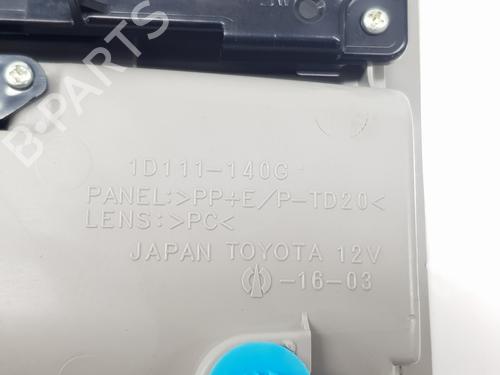 B-PARTS
1D111-140G
PANEL:>PP+E/P-TD20<
LENS:>PC<
JAPAN TOYOTA 12V
-16-03